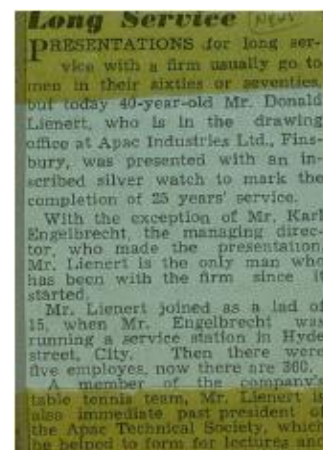 Long Service (News
PRESENTATIONS for long ser-
vice with a firm usually go to
men in their sixties or seventies,
but today 40-year-old Mr. Donald
Lienert, who is in the drawing
office at Apac Industries Ltd., Fins-
bury, was presented with an in-
scribed silver watch to mark the
completion of 25 years' service.
With the exception of Mr. Karl
Engelbrecht, the managing direc-
tor, who made the presentation,
Mr. Lienert is the only man who
has been with the firm since it
started.
Mr. Lienert joined as a lad of
15, when Mr. Engelbrecht was
running a service station in Hyde
street, City. Then there were
five employes, now there are 360.
A member of the company's
table tennis team, Mr. Lienert is
also immediate past president of
the Apac Technical Society, which
he helped to form for lectures and